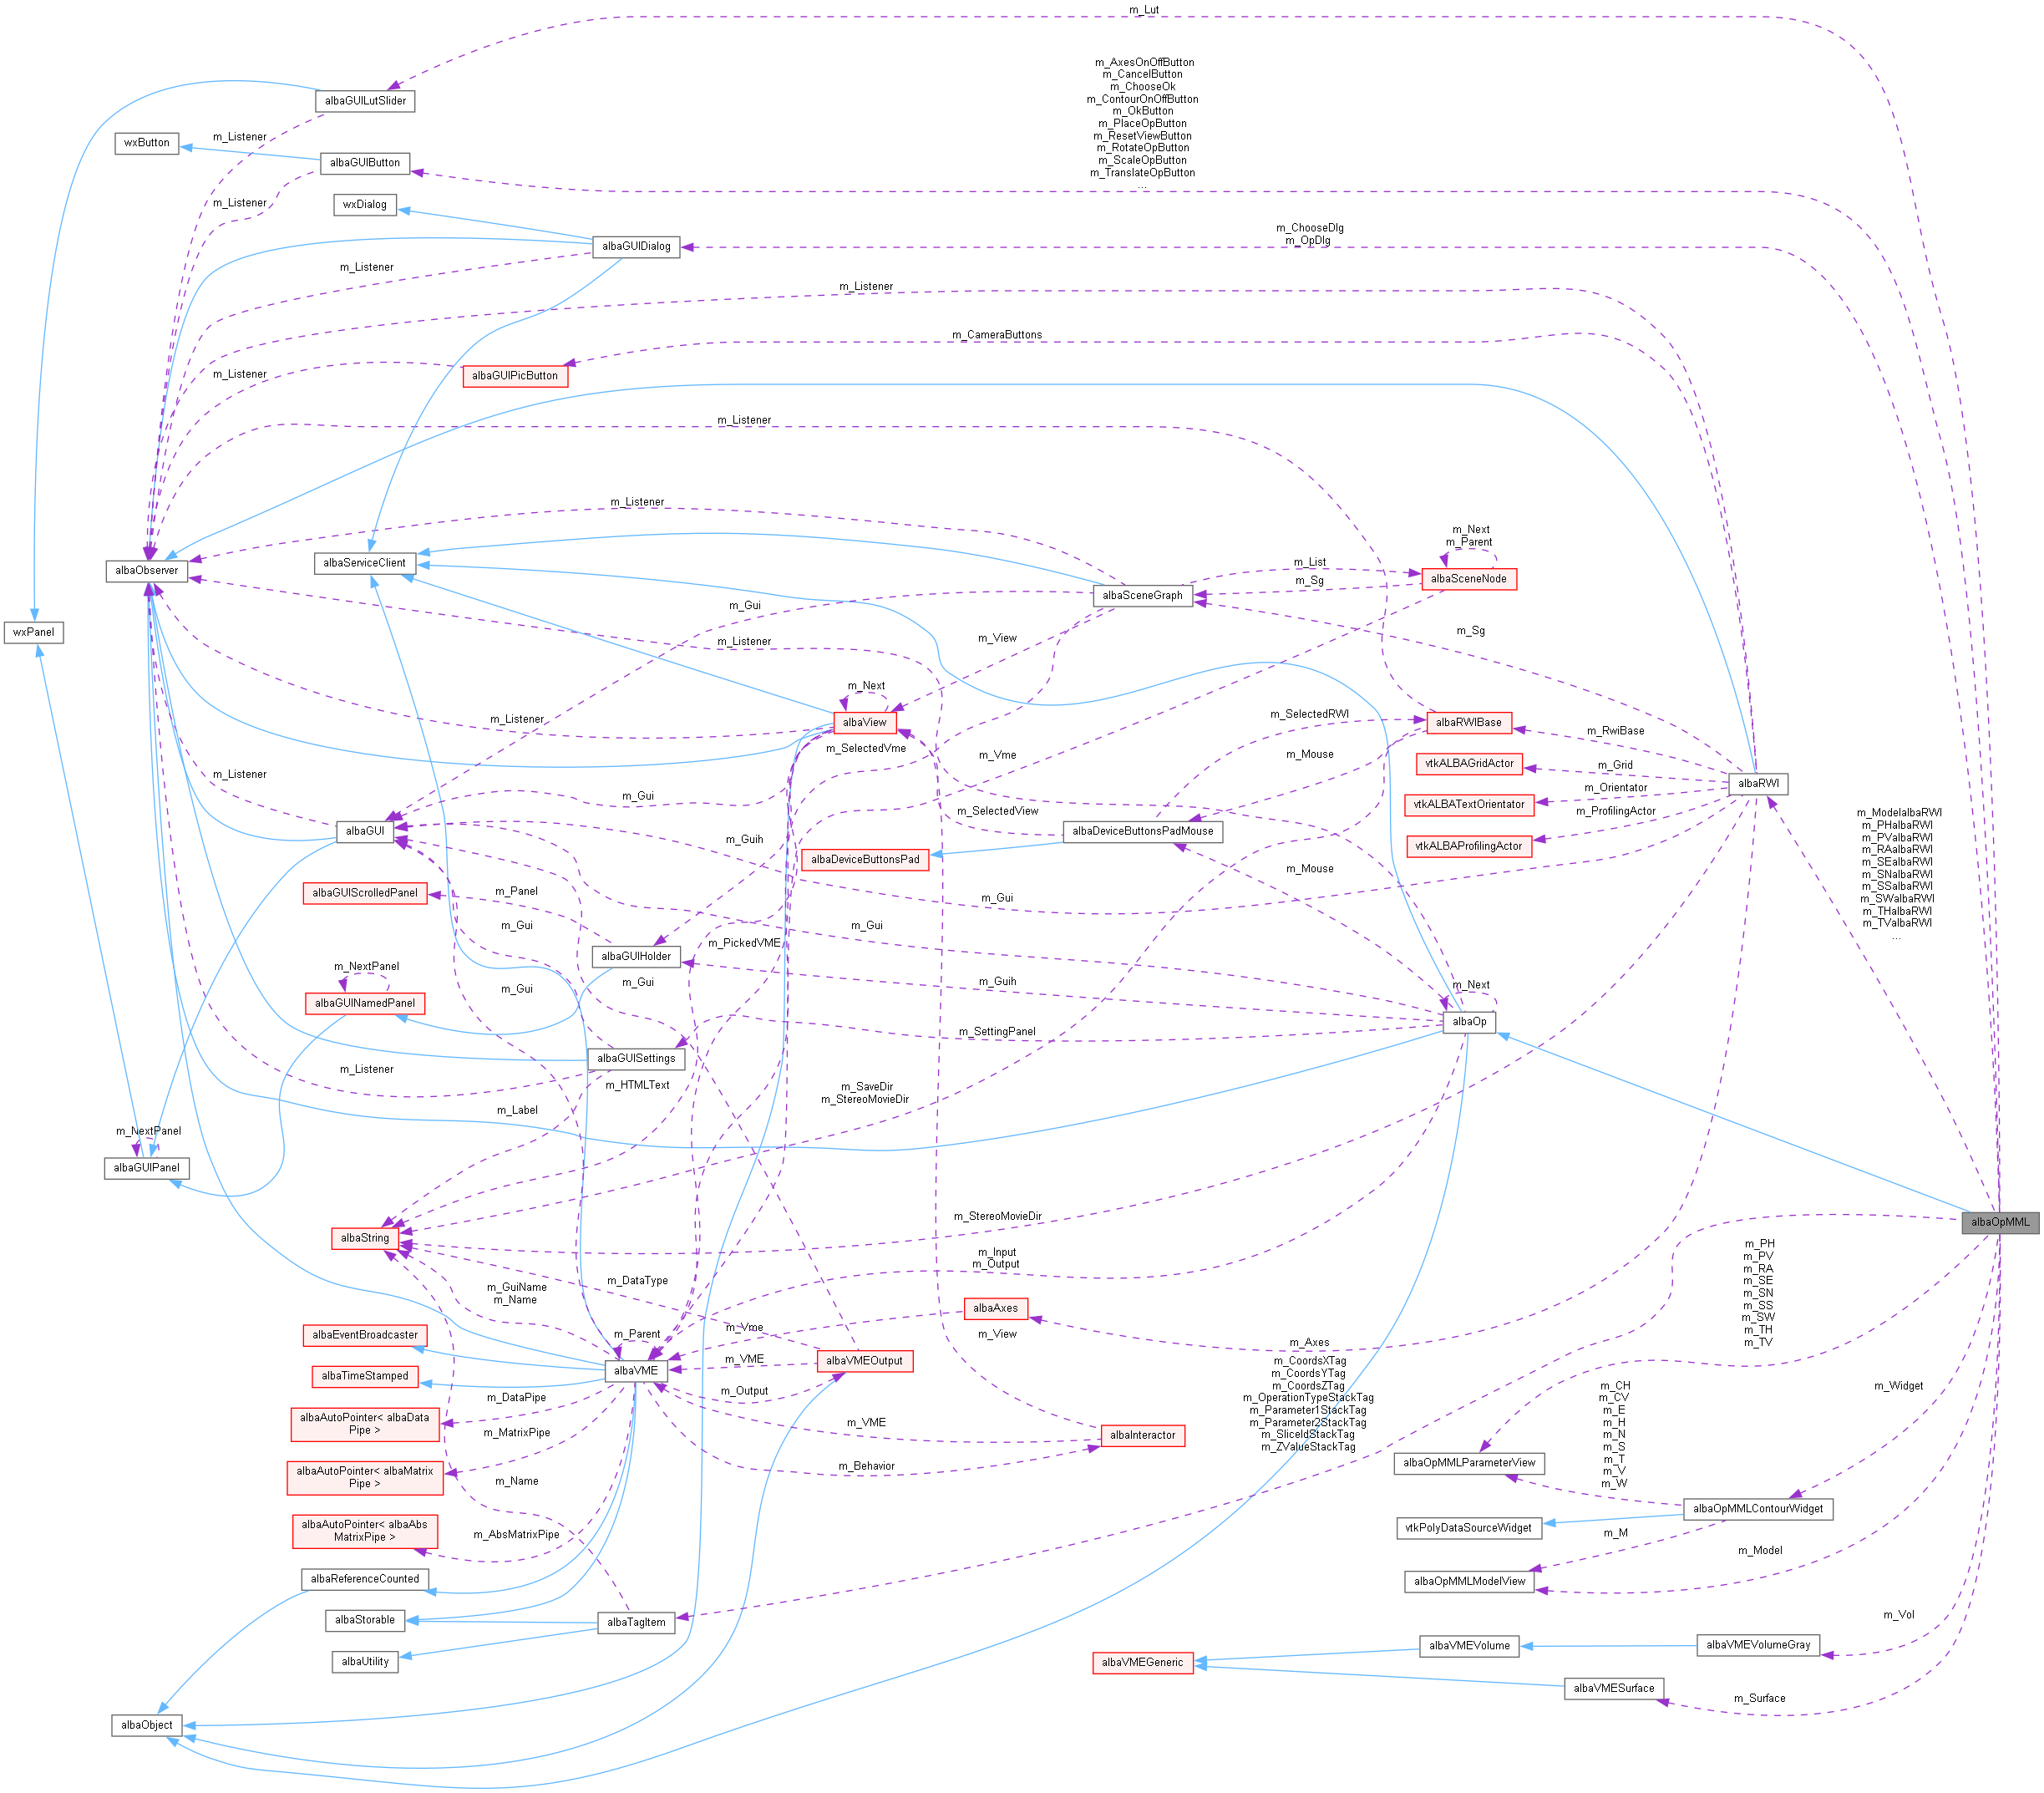 m_Lut
m_AxesOnOffButton
m_CancelButton
m_ChooseOk
m_ContourOnOffButton
m_OkButton
m_PlaceOpButton
m_ResetViewButton
m_RotateOpButton
m_ScaleOpButton
m_TranslateOpButton
...
albaGUILutSlider
m_Listener
wxButton
albaGUIButton
m_Listener
wxDialog
albaGUIDialog
m_ChooseDlg
m_OpDlg
m_Listener
m_Listener
m_CameraButtons
m_Listener
albaGUIPicButton
m_Listener
m_Listener
m_Next
m_Parent
albaObserver
albaServiceClient
m_List
albaSceneNode
m_Sg
albaSceneGraph
m_Gui
wxPanel
m_Listener
m_View
m_Sg
m_Next
m_Listener
albaView
m_SelectedRWI
albaRWIBase
m_RwiBase
m_SelectedVme
m_Vme
m_Mouse
vtkALBAGridActor
m_Grid
albaRWI
m_Listener
m_Gui
vtkALBATextOrientator
m_Orientator
m_SelectedView
m_ProfilingActor
albaGUI
m_Guih
albaDeviceButtonsPadMouse
vtkALBAProfilingActor
albaDeviceButtonsPad
m_ModelalbaRWI
m_PHalbaRWI
m_PValbaRWI
m_RAalbaRWI
m_SEalbaRWI
m_SNalbaRWI
m_SSalbaRWI
m_SWalbaRWI
m_THalbaRWI
m_TValbaRWI
...
m_Mouse
albaGUIScrolledPanel
m_Panel
m_Gui
m_Gui
m_Gui
m_PickedVME
albaGUIHolder
m_NextPanel
m_Gui
m_Gui
m_Guih
m_Next
albaGUINamedPanel
albaOp
m_SettingPanel
albaGUISettings
m_Listener
m_HTMLText
m_SaveDir
m_StereoMovieDir
m_Label
m_NextPanel
albaGUIPanel
m_StereoMovieDir
albaOpMML
albaString
m_Input
m_Output
m_PH
m_PV
m_RA
m_SE
m_SN
m_SS
m_SW
m_TH
m_TV
m_DataType
m_GuiName
m_Name
albaAxes
albaEventBroadcaster
m_Parent
m_Vme
m_View
m_Axes
m_VME
albaVMEOutput
albaVME
albaTimeStamped
m_CoordsXTag
m_CoordsYTag
m_CoordsZTag
m_OperationTypeStackTag
m_Parameter1StackTag
m_Parameter2StackTag
m_SliceIdStackTag
m_ZValueStackTag
m_Output
m_DataPipe
m_CH
m_CV
m_E
m_H
m_N
m_S
m_T
m_V
m_W
m_Widget
albaAutoPointer< albaData
Pipe >
m_MatrixPipe
m_VME
albaInteractor
m_Behavior
albaOpMMLParameterView
albaAutoPointer< albaMatrix
Pipe >
m_Name
albaOpMMLContourWidget
vtkPolyDataSourceWidget
albaAutoPointer< albaAbs
MatrixPipe >
m_AbsMatrixPipe
m_M
m_Model
albaReferenceCounted
albaOpMMLModelView
albaStorable
albaTagItem
m_Vol
albaVMEVolume
albaVMEVolumeGray
albaUtility
albaVMEGeneric
albaVMESurface
m_Surface
albaObject